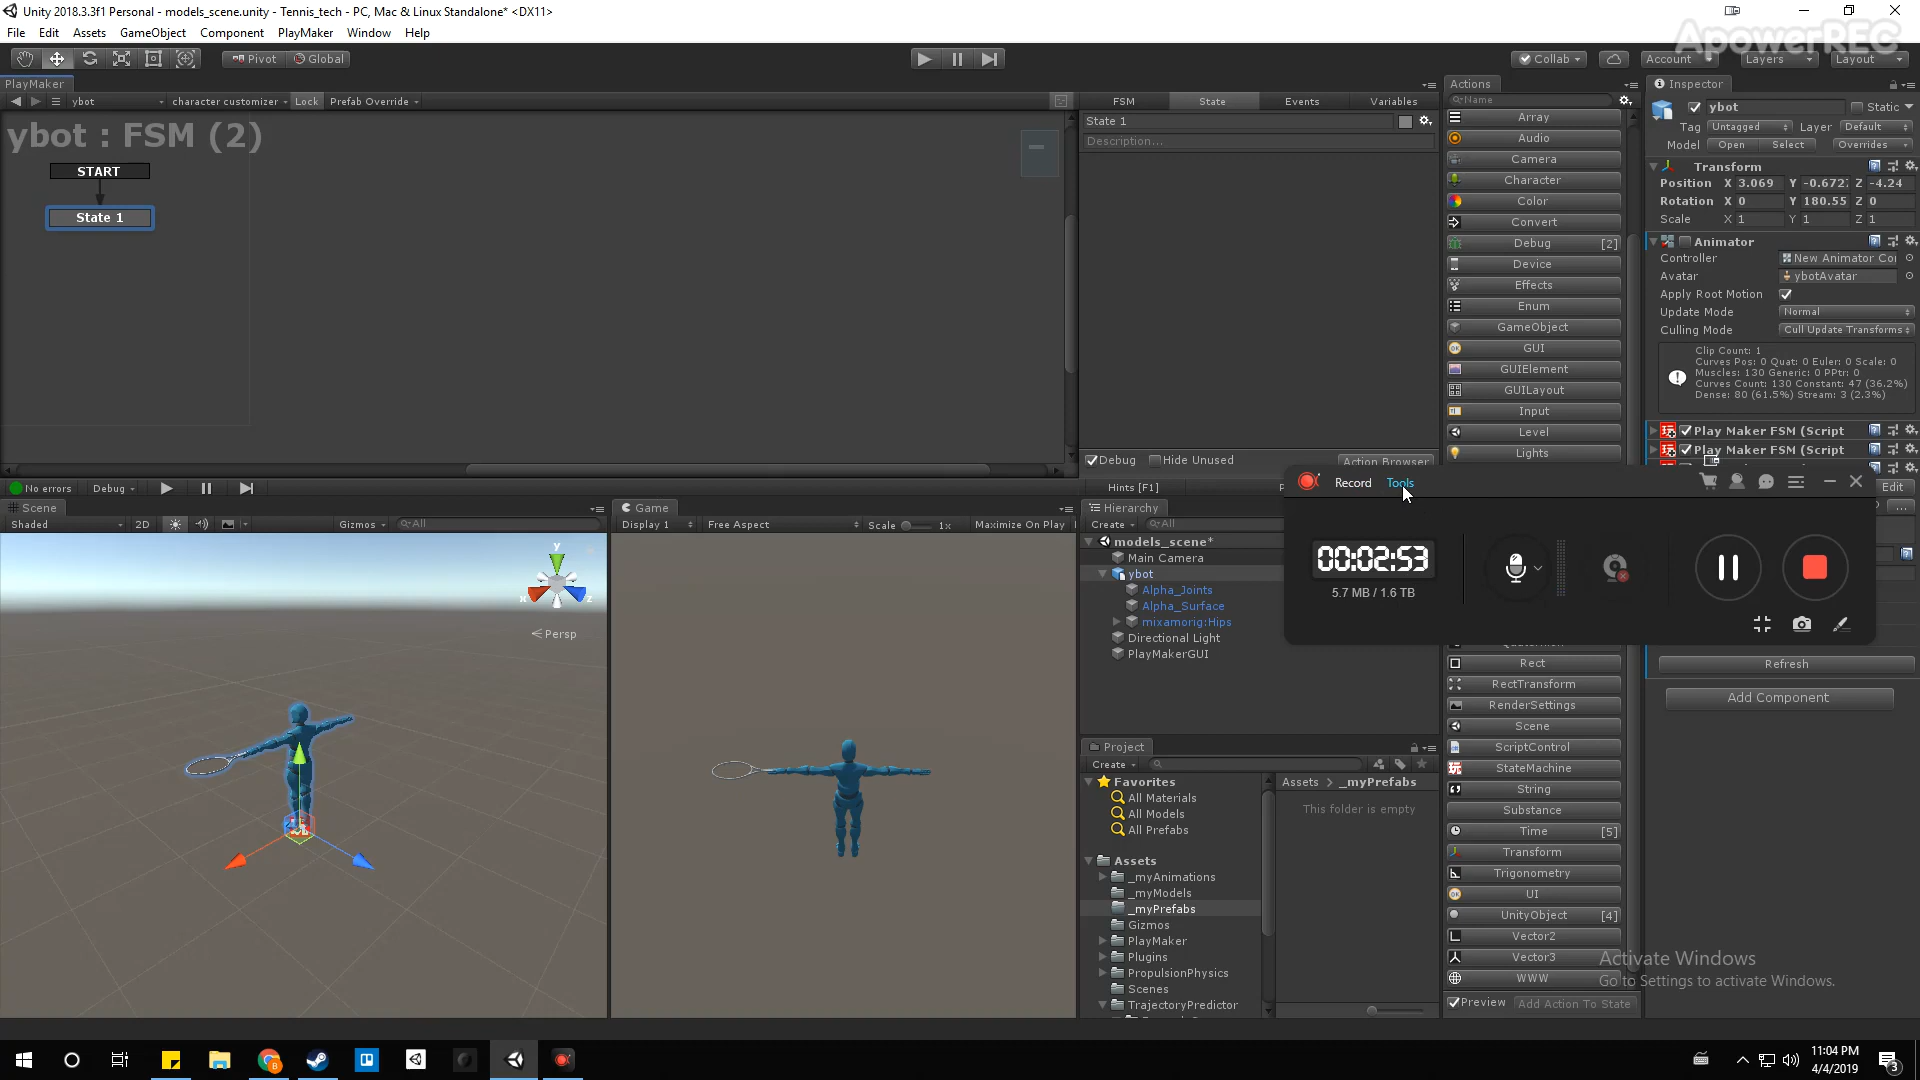 Unity 2018.3.3f1 Personal - models_scene.unity - Tennis_tech - PC, Mac & Linux Standalone* <DX11>
File Edit Assets GameObject Component PlayMaker Window Help
ApowerREC
Pivot Global
Collab Account Layers Layout
PlayMaker
ybot character customizer Lock Prefab Override
ybot : FSM (2)
START
State 1
FSM State Events Variables
State 1
Description...
Debug Hide Unused Action Browser
Hints [F1]
Actions
Name
Array
Audio
Camera
Character
Color
Convert
Debug [2]
Device
Effects
Enum
GameObject
GUI
GUIElement
GUILayout
Input
Level
Lights
Rect
RectTransform
RenderSettings
Scene
ScriptControl
StateMachine
String
Substance
Time [5]
Transform
Trigonometry
UI
UnityObject [4]
Vector2
Vector3
WWW
Preview Add Action To State
Inspector
ybot Static
Tag Untagged Layer Default
Model Open Select Overrides
Transform
Position X 3.069 Y -0.672 Z -4.24
Rotation X 0 Y 180.55 Z 0
Scale X 1 Y 1 Z 1
Animator
Controller New Animator Co
Avatar ybotAvatar
Apply Root Motion
Update Mode Normal
Culling Mode Cull Update Transforms
Clip Count: 1
Curves Pos: 0 Quat: 0 Euler: 0 Scale: 0
Muscles: 130 Generic: 0 PPtr: 0
Curves Count: 130 Constant: 47 (36.2%)
Dense: 80 (61.5%) Stream: 3 (2.3%)
Play Maker FSM (Script
Play Maker FSM (Script
Edit
Refresh
Add Component
Record Tools
00:02:53
5.7 MB / 1.6 TB
No errors Debug
Scene
Shaded 2D Gizmos All
y
x
z
Persp
Game
Display 1 Free Aspect Scale 1x Maximize On Play
Hierarchy
Create All
models_scene*
Main Camera
ybot
Alpha_Joints
Alpha_Surface
mixamorig:Hips
Directional Light
PlayMakerGUI
Project
Create
Favorites
All Materials
All Models
All Prefabs
Assets
_myAnimations
_myModels
_myPrefabs
Gizmos
PlayMaker
Plugins
PropulsionPhysics
Scenes
TrajectoryPredictor
Assets > _myPrefabs
This folder is empty
Activate Windows
Go to Settings to activate Windows.
11:04 PM
4/4/2019
3